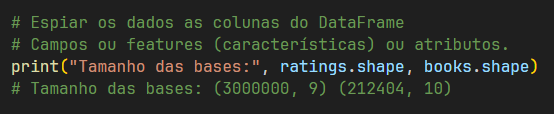 # Espiar os dados as colunas do DataFrame
# Campos ou features (características) ou atributos.
print("Tamanho das bases:", ratings.shape, books.shape)
# Tamanho das bases: (3000000, 9) (212404, 10)